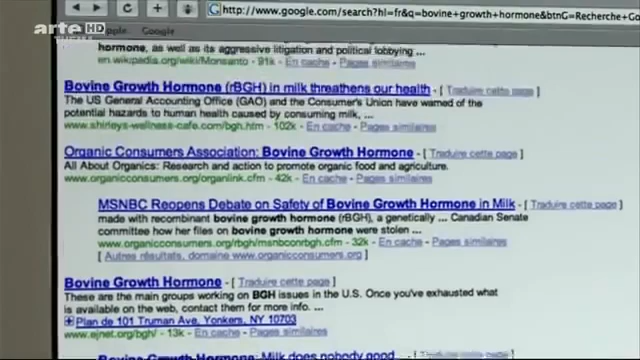 http://www.google.com/search?hl=fr&q=bovine+growth+hormone&btnG=Recherche+Go
arte HD
Apple
Google
hormone, as well as its aggressive litigation and political lobbying ...
en.wikipedia.org/wiki/Monsanto - 91k - En cache - Pages similaires
Bovine Growth Hormone (rBGH) in milk threathens our health - [ Traduire cette page ]
The US General Accounting Office (GAO) and the Consumer's Union have warned of the
potential hazards to human health caused by consuming milk, ...
www.shirleys-wellness-cafe.com/bgh.htm - 102k - En cache - Pages similaires
Organic Consumers Association: Bovine Growth Hormone - [ Traduire cette page ]
All About Organics: Research and action to promote organic food and agriculture.
www.organicconsumers.org/organlink.cfm - 42k - En cache - Pages similaires
MSNBC Reopens Debate on Safety of Bovine Growth Hormone in Milk - [ Traduire cette page ]
made with recombinant bovine growth hormone (rBGH), a genetically ... Canadian Senate
committee how her files on bovine growth hormone were stolen ...
www.organicconsumers.org/rbgh/msnbconrbgh.cfm - 32k - En cache - Pages similaires
[ Autres résultats, domaine www.organicconsumers.org ]
Bovine Growth Hormone - [ Traduire cette page ]
These are the main groups working on BGH issues in the U.S. Once you've exhausted what
is available on the web, contact them for more info. ...
Plan de 101 Truman Ave, Yonkers, NY 10703
www.ejnet.org/bgh/ - 13k - En cache - Pages similaires
Bovine Growth Hormone: Milk does nobody good